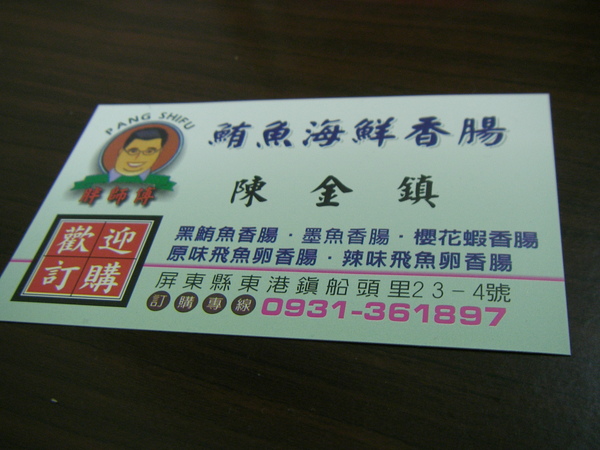 PANG SHIFU
胖師傅
鮪魚海鮮香腸
陳金鎮
歡迎
訂購
黑鮪魚香腸・墨魚香腸・櫻花蝦香腸
原味飛魚卵香腸・辣味飛魚卵香腸
屏東縣東港鎮船頭里23-4號
訂購專線 0931-361897